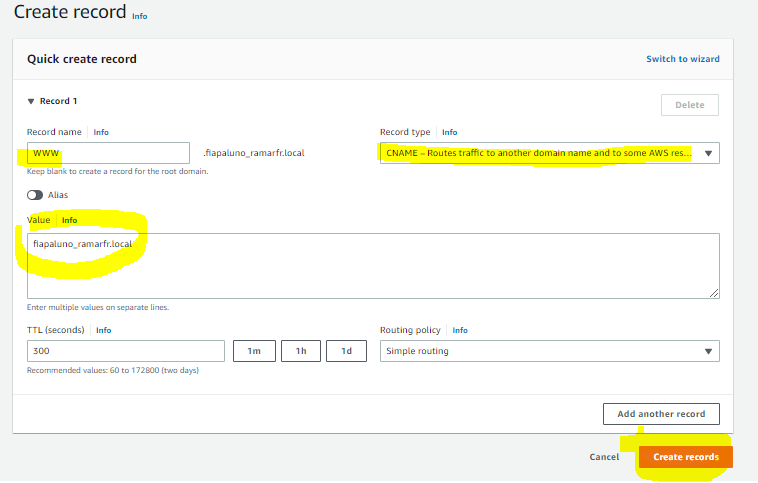 Create record Info
Quick create record
Switch to wizard
▼ Record 1
Delete
Record name Info
Record type Info
WWW
.fiapaluno_ramarfr.local
CNAME – Routes traffic to another domain name and to some AWS res...
Keep blank to create a record for the root domain.
Alias
Value Info
fiapaluno_ramarfr.local
Enter multiple values on separate lines.
TTL (seconds) Info
Routing policy Info
300
1m
1h
1d
Simple routing
Recommended values: 60 to 172800 (two days)
Add another record
Cancel
Create records